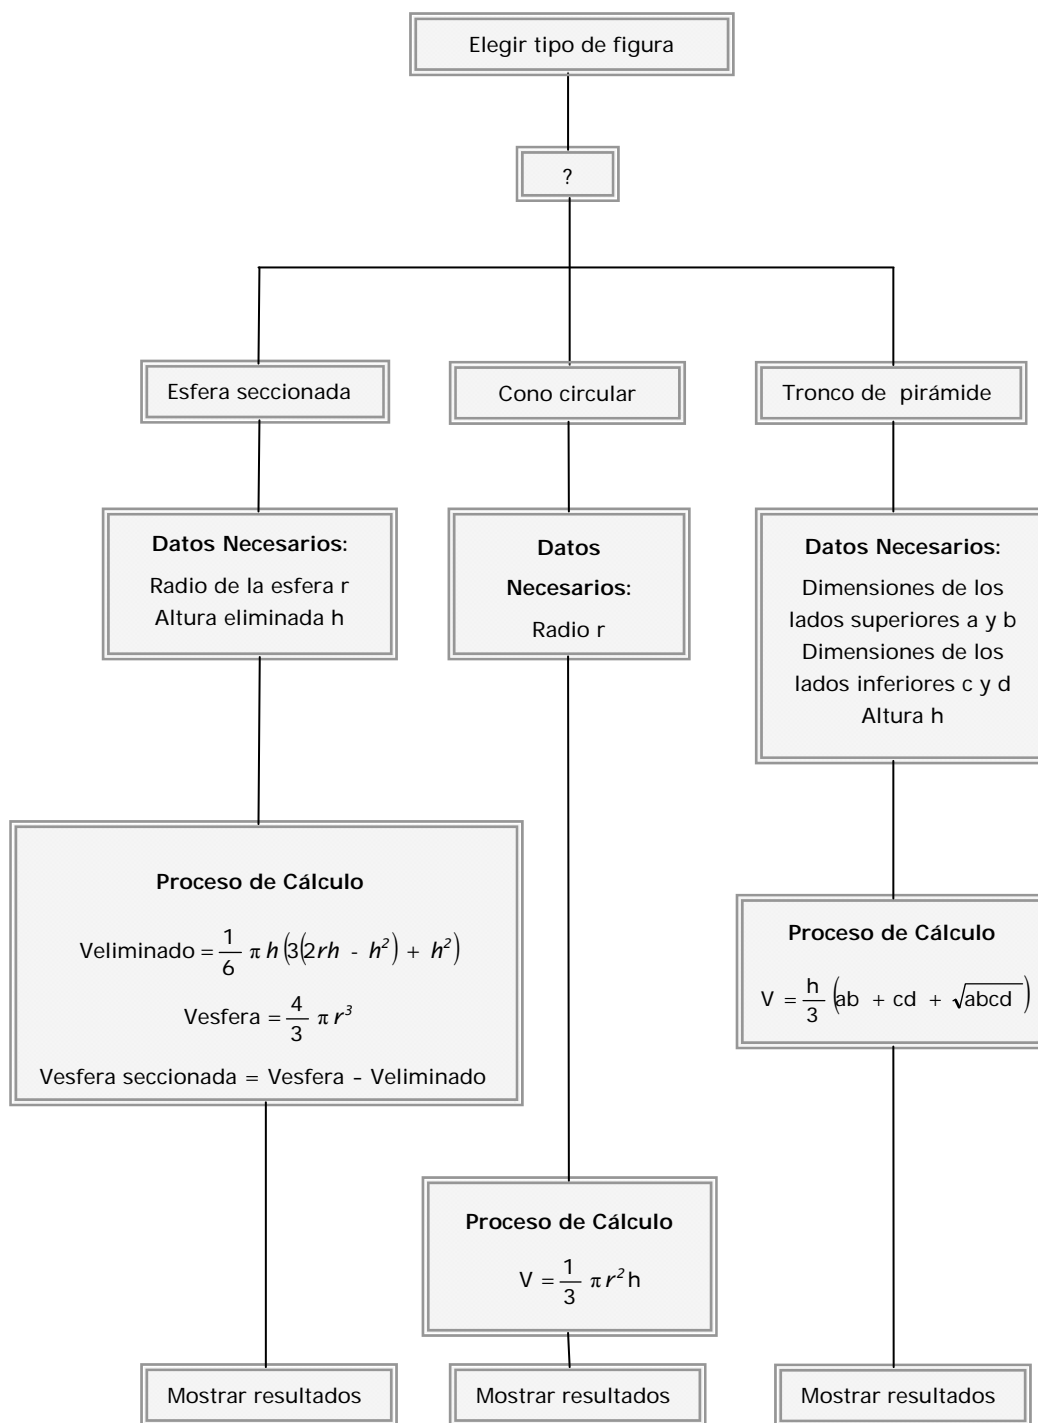 Elegir tipo de figura
?
Esfera seccionada
Cono circular
Tronco de pirámide
Datos Necesarios:
Radio de la esfera r
Altura eliminada h
Datos
Necesarios:
Radio r
Datos Necesarios:
Dimensiones de los
lados superiores a y b
Dimensiones de los
lados inferiores c y d
Altura h
Proceso de Cálculo
Veliminado = 1/6 π h (3(2rh - h²) + h²)
Vesfera = 4/3 π r³
Vesfera seccionada = Vesfera – Veliminado
Proceso de Cálculo
V = 1/3 π r² h
Proceso de Cálculo
V = h/3 (ab + cd + √abcd)
Mostrar resultados
Mostrar resultados
Mostrar resultados